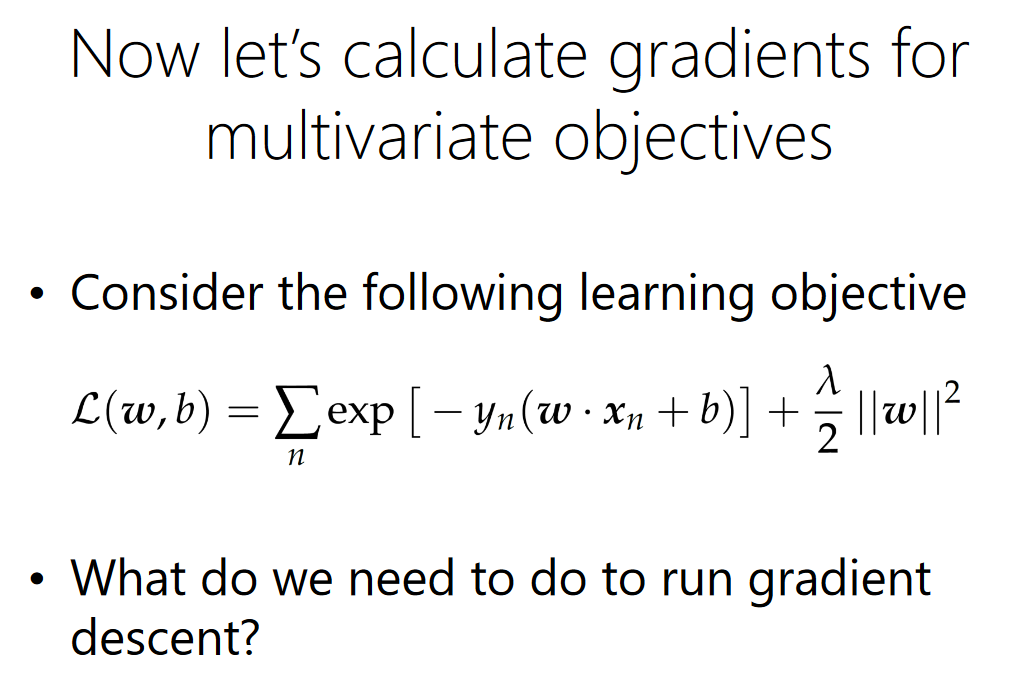 Now let’s calculate gradients for
multivariate objectives
• Consider the following learning objective
ℒ(𝒘, b) = ∑ₙ exp [ − yₙ(𝒘 · 𝒙ₙ + b)] + λ/2 ||𝒘||²
• What do we need to do to run gradient
descent?